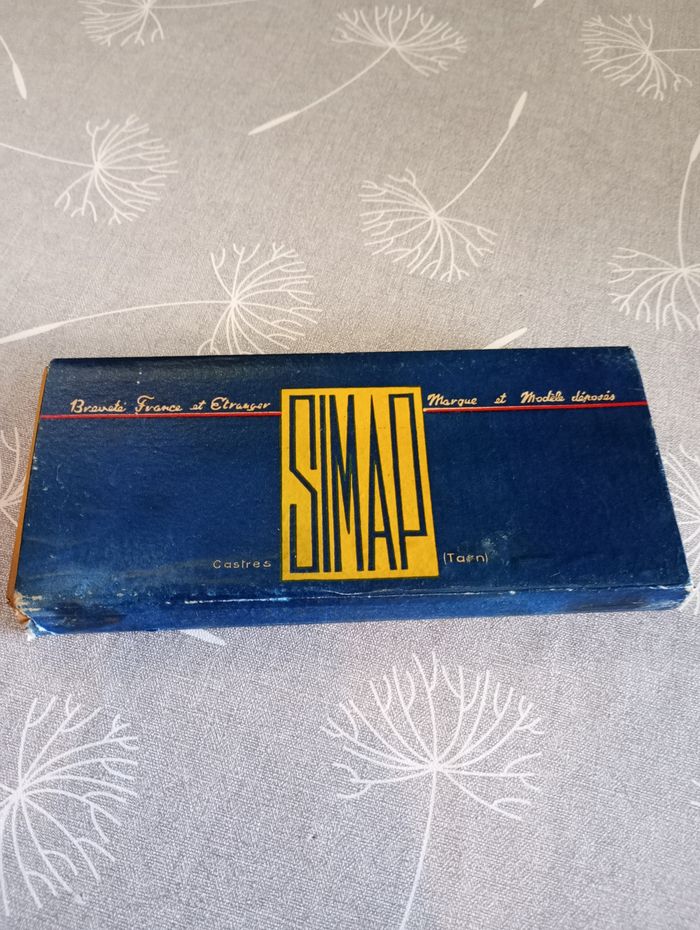 Breveté France et Etranger
SIMAP
Marque et Modèle déposés
Castres
(Tarn)